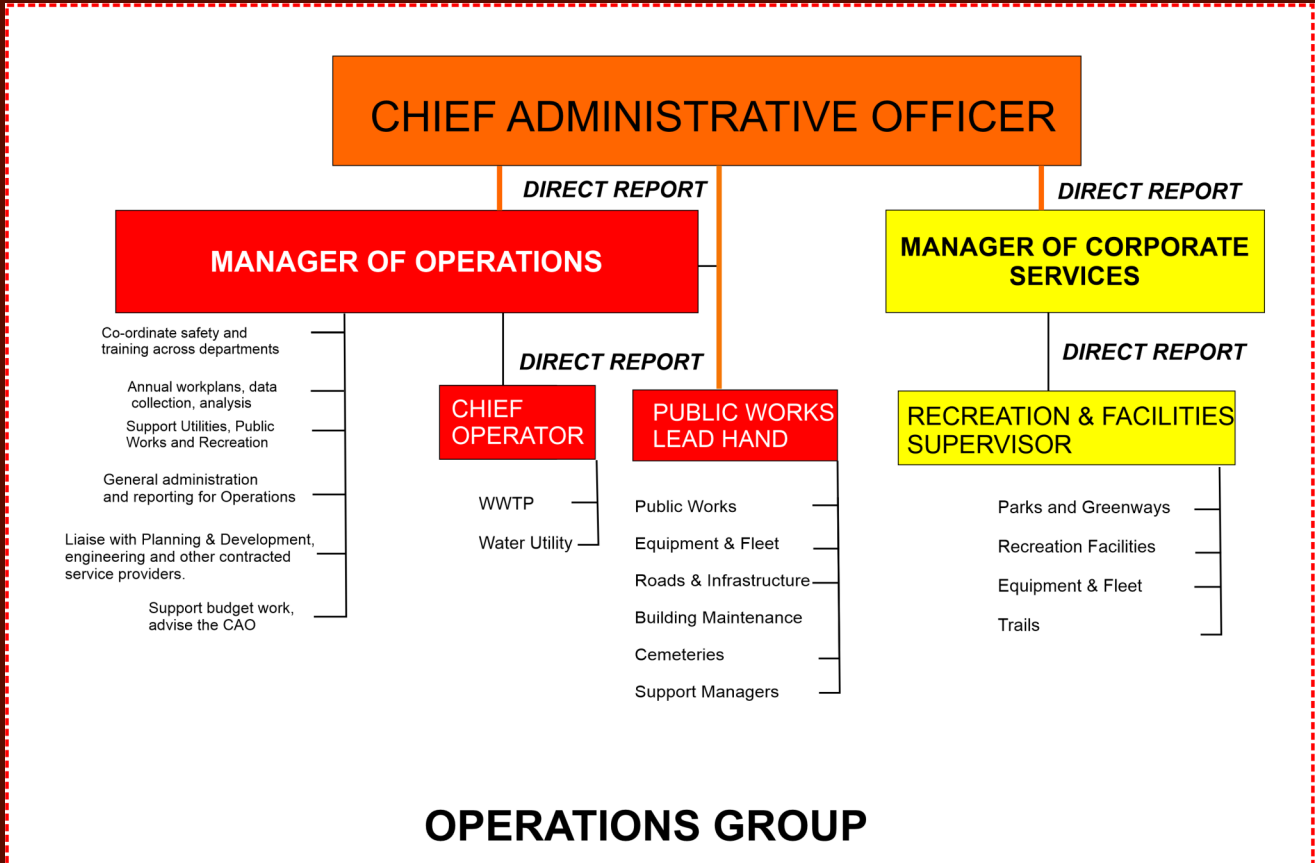 CHIEF ADMINISTRATIVE OFFICER
DIRECT REPORT
DIRECT REPORT
MANAGER OF OPERATIONS
MANAGER OF CORPORATE
SERVICES
Co-ordinate safety and
training across departments
Annual workplans, data
collection, analysis
Support Utilities, Public
Works and Recreation
General administration
and reporting for Operations
Liaise with Planning & Development,
engineering and other contracted
service providers.
Support budget work,
advise the CAO
DIRECT REPORT
CHIEF
OPERATOR
WWTP
Water Utility
PUBLIC WORKS
LEAD HAND
Public Works
Equipment & Fleet
Roads & Infrastructure
Building Maintenance
Cemeteries
Support Managers
DIRECT REPORT
RECREATION & FACILITIES
SUPERVISOR
Parks and Greenways
Recreation Facilities
Equipment & Fleet
Trails
OPERATIONS GROUP